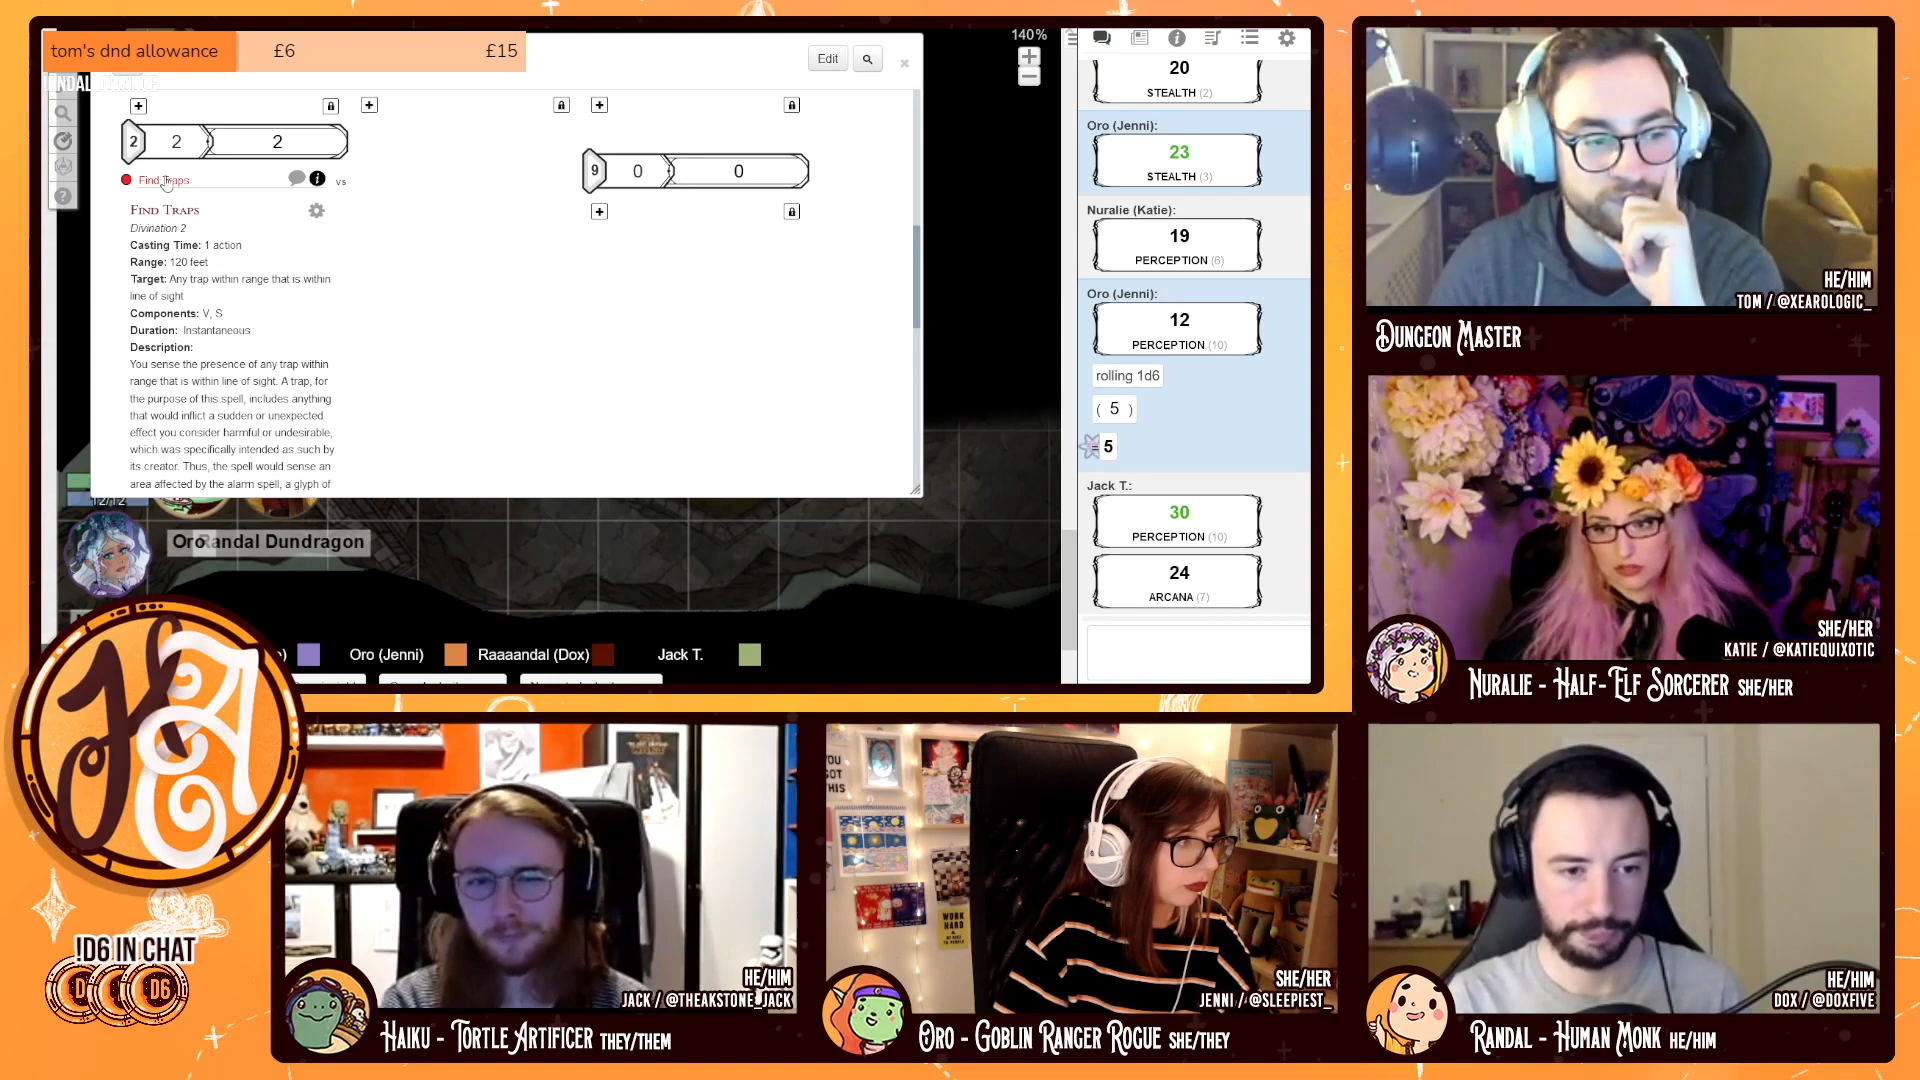 tom's dnd allowance £6 £15
Edit
2 2 2
9 0 0
Find Traps
vs
FIND TRAPS
Divination 2
Casting Time: 1 action
Range: 120 feet
Target: Any trap within range that is within
line of sight
Components: V, S
Duration: Instantaneous
Description:
You sense the presence of any trap within
range that is within line of sight. A trap, for
the purpose of this spell, includes anything
that would inflict a sudden or unexpected
effect you consider harmful or undesirable,
which was specifically intended as such by
its creator. Thus, the spell would sense an
area affected by the alarm spell, a glyph of
12/12
Oro
Randal Dundragon
Oro (Jenni) Raaaandal (Dox) Jack T.
140%
20
STEALTH (2)
Oro (Jenni):
23
STEALTH (3)
Nuralie (Katie):
19
PERCEPTION (6)
Oro (Jenni):
12
PERCEPTION (10)
rolling 1d6
( 5 )
= 5
Jack T.:
30
PERCEPTION (10)
24
ARCANA (7)
HE/HIM
TOM / @XEAROLOGIC_
DUNGEON MASTER
SHE/HER
KATIE / @KATIEQUIXOTIC
NURALIE - HALF-ELF SORCERER SHE/HER
!D6 IN CHAT
D6
HE/HIM
JACK / @THEAKSTONE_JACK
HAIKU - TORTLE ARTIFICER THEY/THEM
YOU
GOT
THIS
WORK
HARD
SHE/HER
JENNI / @SLEEPIEST_
ORO - GOBLIN RANGER ROGUE SHE/THEY
HE/HIM
DOX / @DOXFIVE
RANDAL - HUMAN MONK HE/HIM